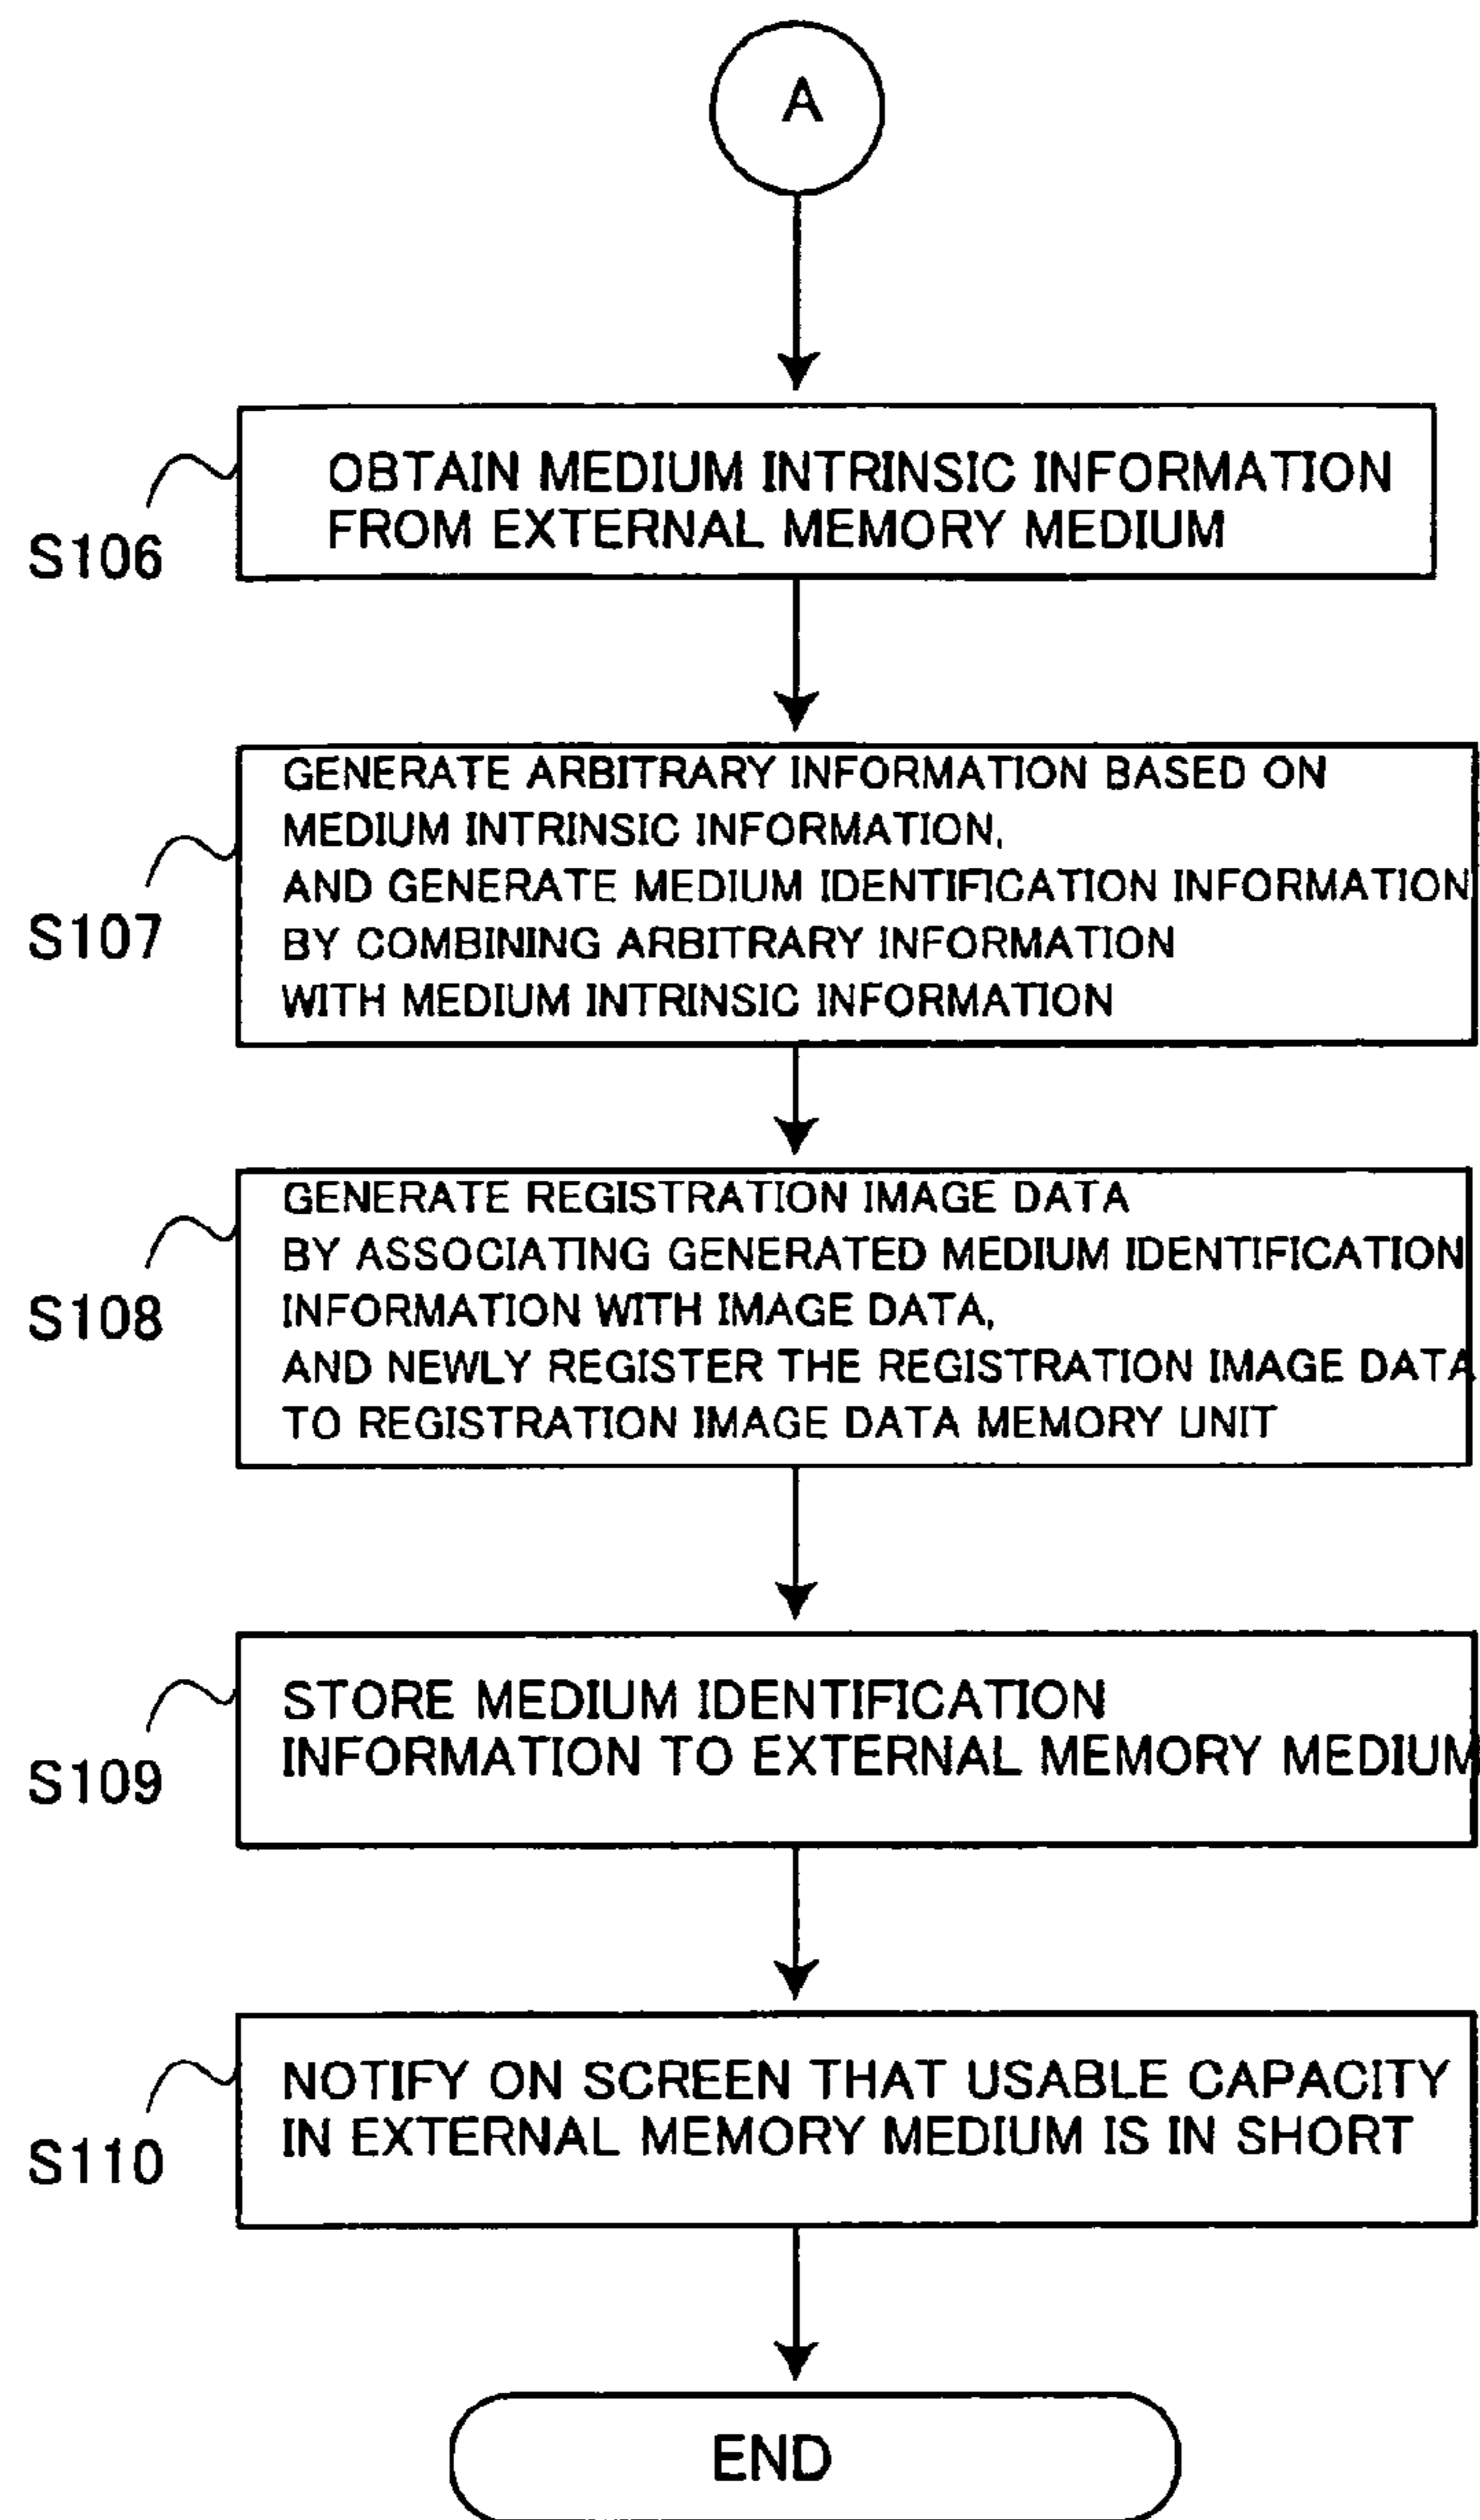 A
S106
OBTAIN MEDIUM INTRINSIC INFORMATION
FROM EXTERNAL MEMORY MEDIUM
S107
GENERATE ARBITRARY INFORMATION BASED ON
MEDIUM INTRINSIC INFORMATION,
AND GENERATE MEDIUM IDENTIFICATION INFORMATION
BY COMBINING ARBITRARY INFORMATION
WITH MEDIUM INTRINSIC INFORMATION
S108
GENERATE REGISTRATION IMAGE DATA
BY ASSOCIATING GENERATED MEDIUM IDENTIFICATION
INFORMATION WITH IMAGE DATA,
AND NEWLY REGISTER THE REGISTRATION IMAGE DATA
TO REGISTRATION IMAGE DATA MEMORY UNIT
S109
STORE MEDIUM IDENTIFICATION
INFORMATION TO EXTERNAL MEMORY MEDIUM
S110
NOTIFY ON SCREEN THAT USABLE CAPACITY
IN EXTERNAL MEMORY MEDIUM IS IN SHORT
END